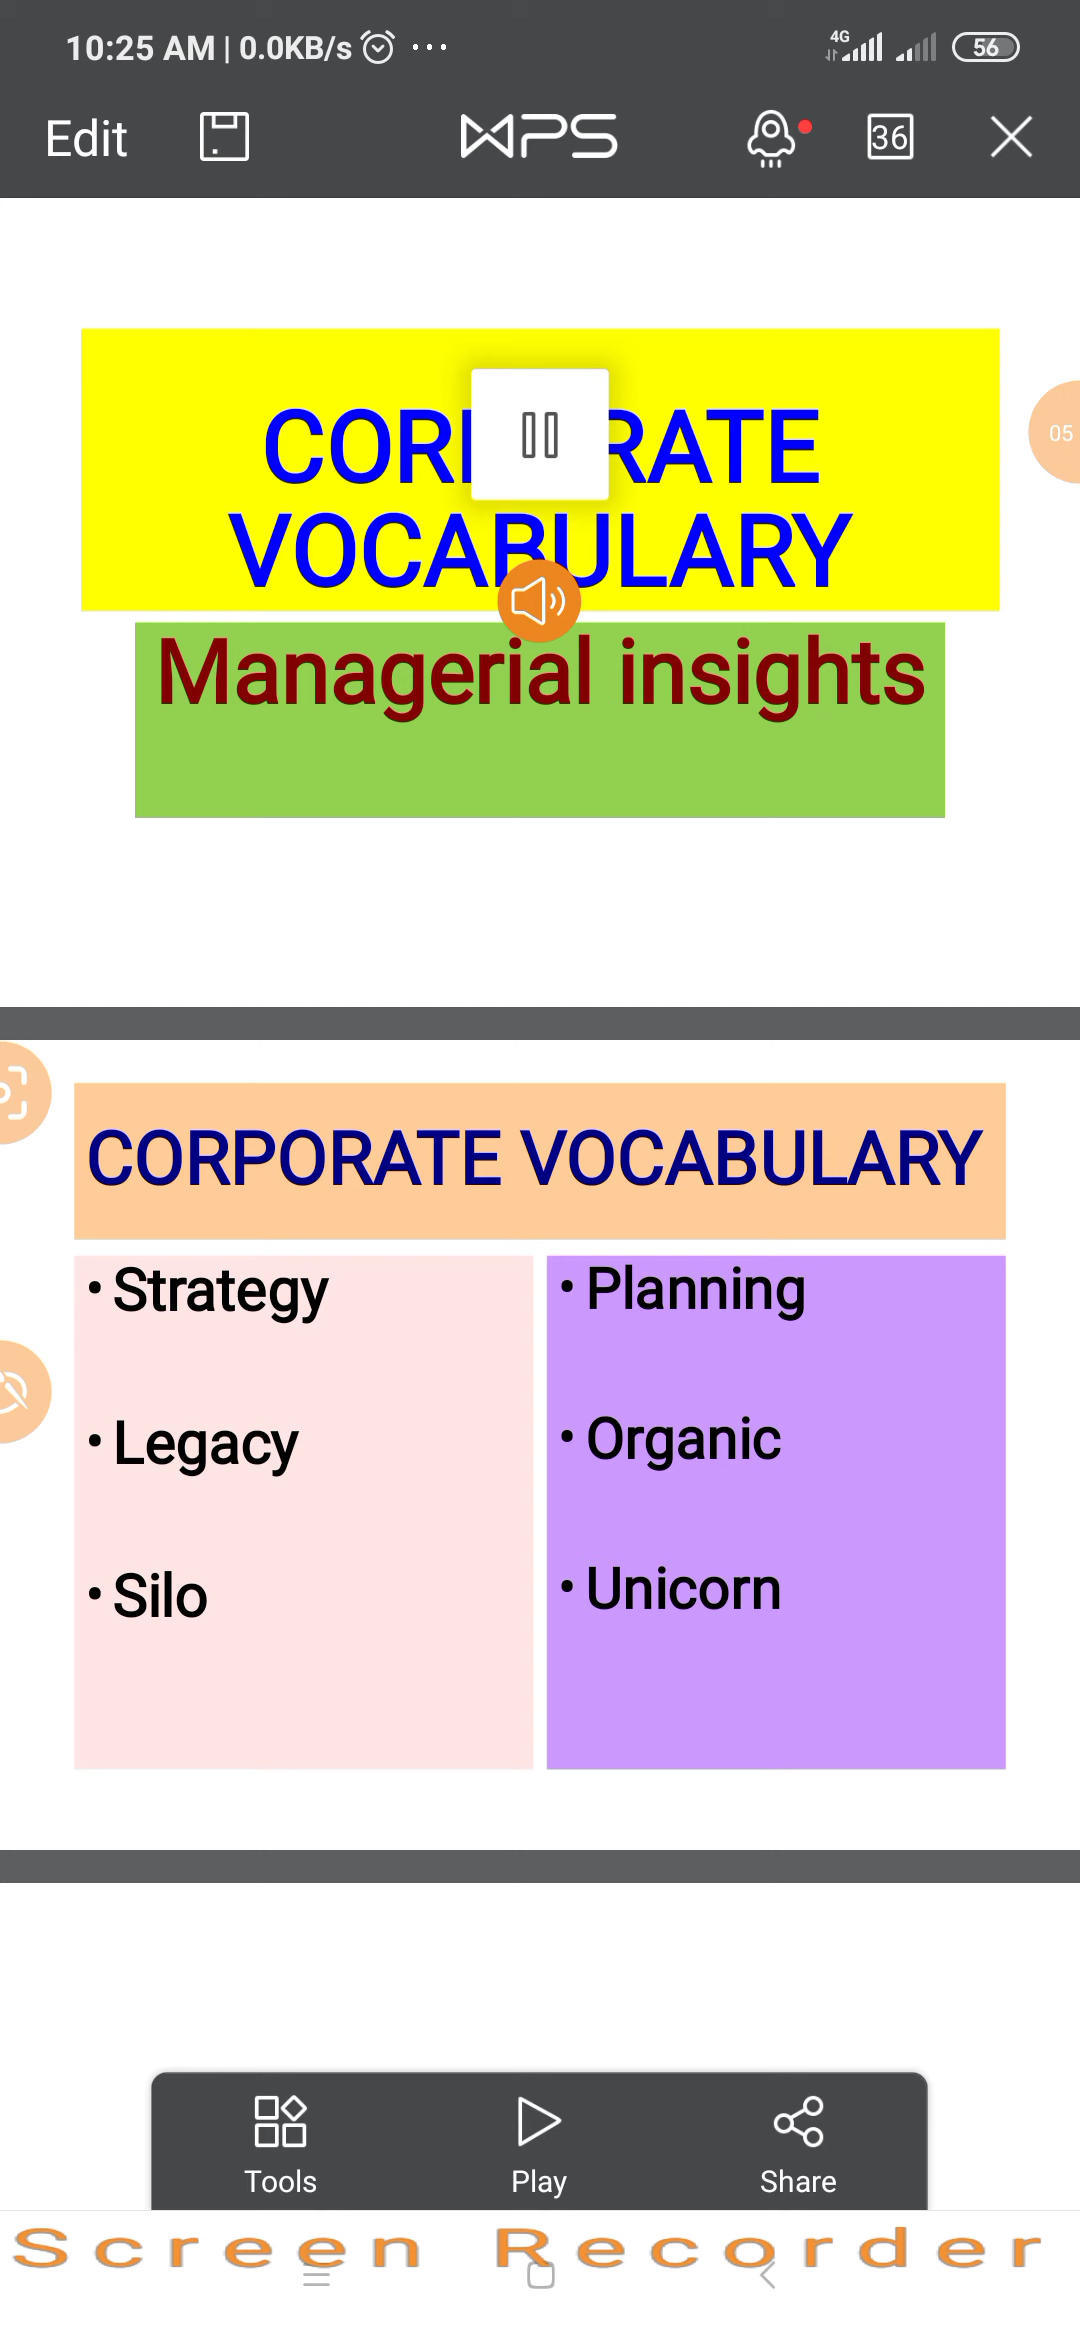 10:25 AM | 0.0KB/s ...
4G 56
Edit WPS 36
05
VOCABULARY
Managerial insights
CORPORATE VOCABULARY
• Strategy
• Legacy
• Silo
• Planning
• Organic
• Unicorn
Tools Play Share
Screen Recorder